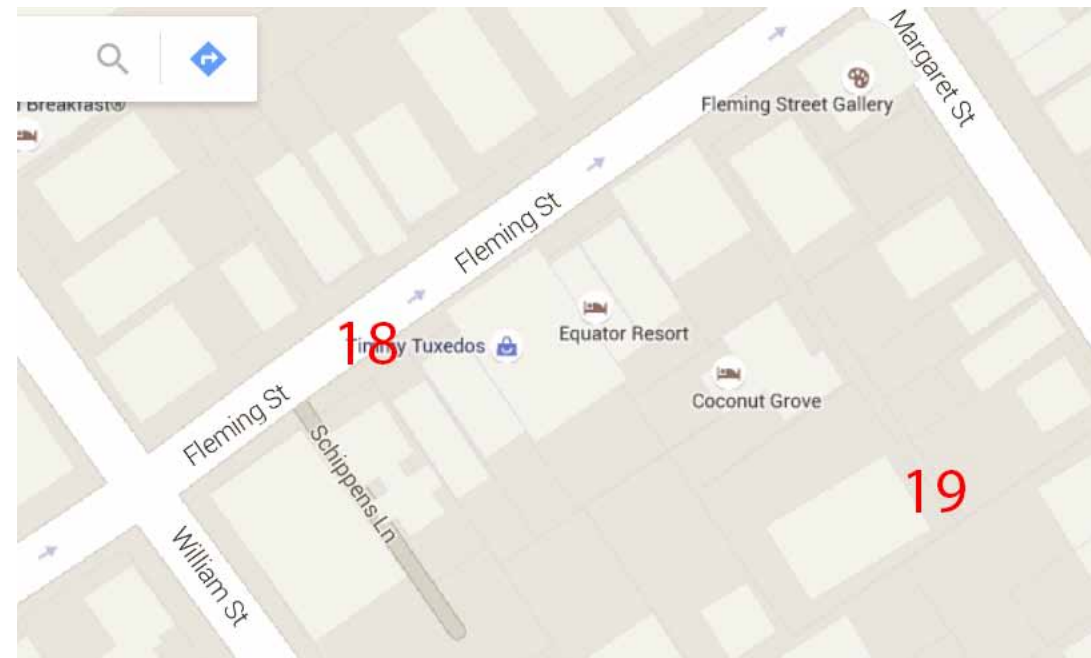 Breakfast®
Margaret St
Fleming Street Gallery
Fleming St
Equator Resort
18
Timmy Tuxedos
Coconut Grove
Fleming St
Schippens Ln
19
William St